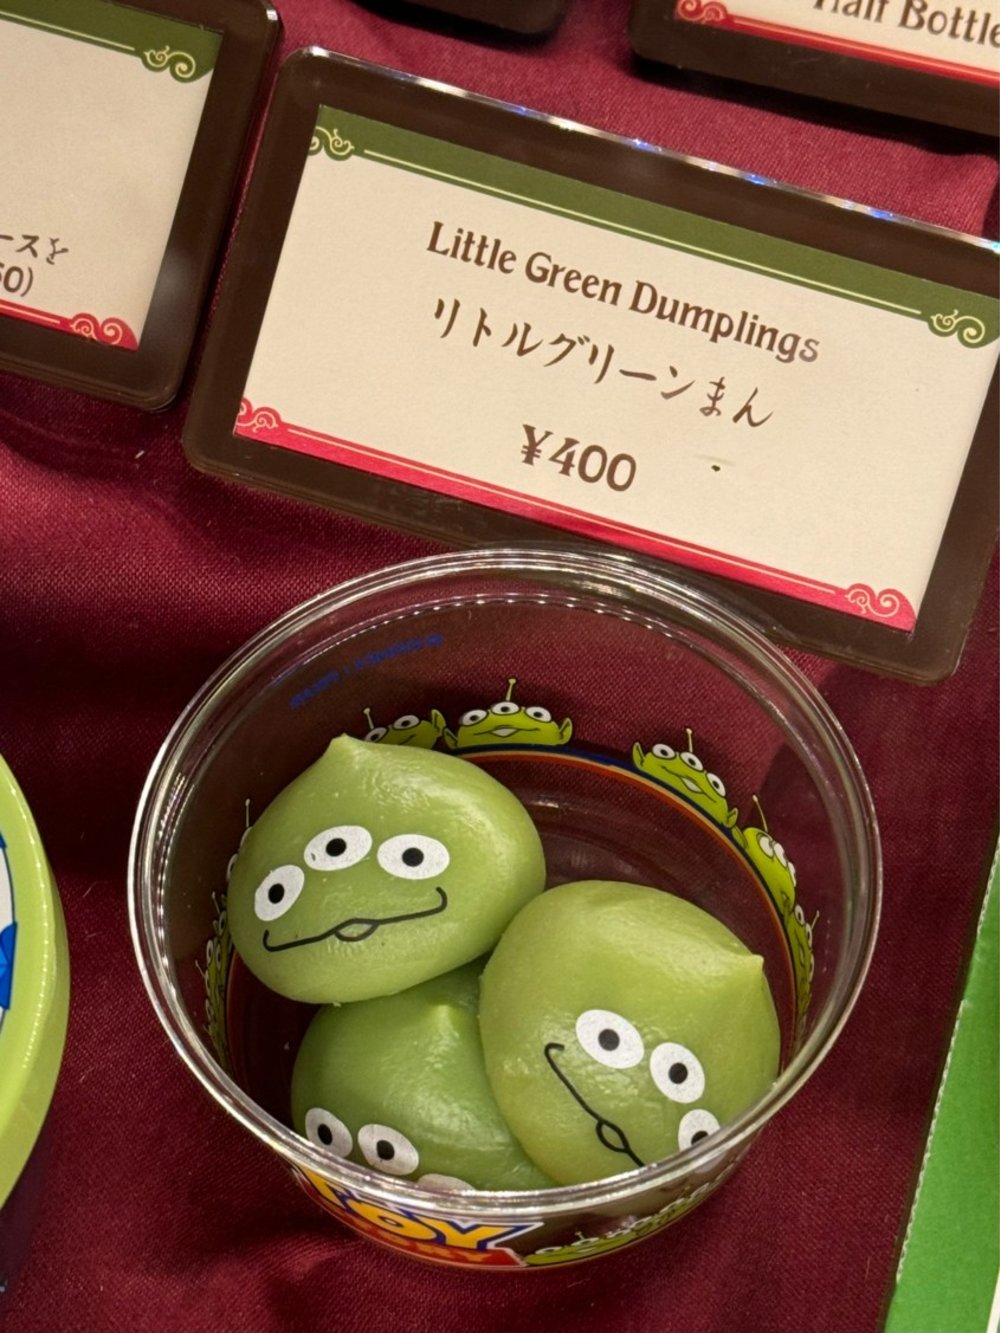 Half Bottle
ースを
50)
Little Green Dumplings
リトルグリーンまん
¥400
TOY
STORY